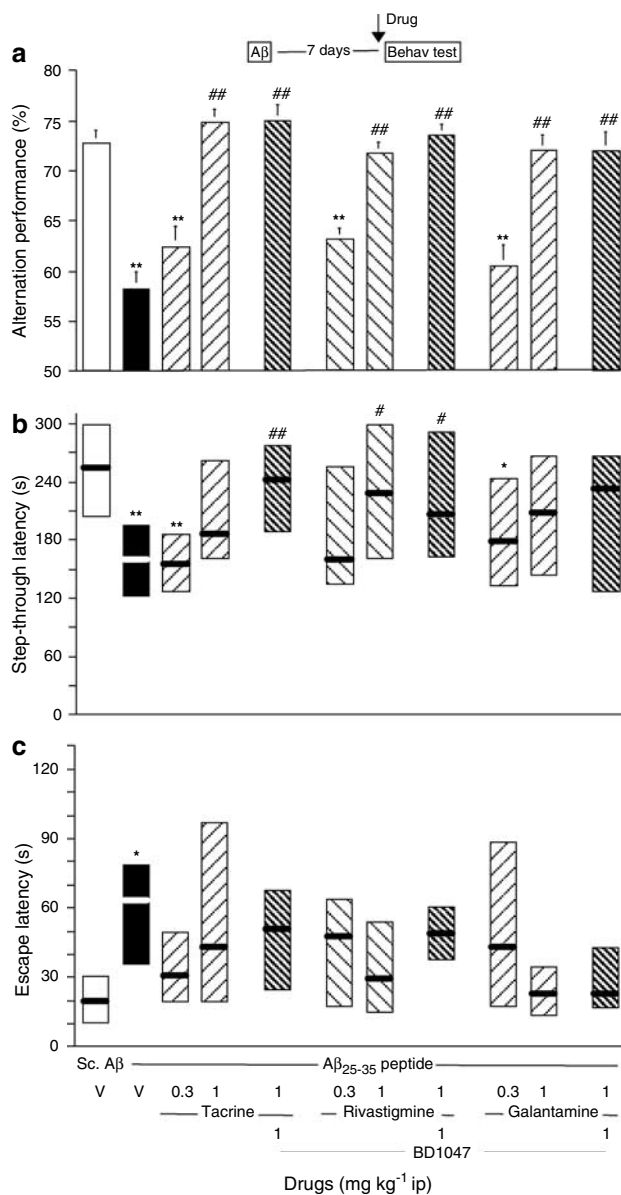 Drug
Aβ 7 days Behav test
a
Alternation performance (%)
80
75
70
65
60
55
50
** ** ## ## ** ## ## ** ## ##
b
Step-through latency (s)
300
240
180
120
60
0
** ** ## # # *
c
Escape latency (s)
120
90
60
30
0
*
Sc. Aβ Aβ25–35 peptide
V V 0.3 1 1 0.3 1 1 0.3 1 1
Tacrine Rivastigmine Galantamine
1 1 1
BD1047
Drugs (mg kg-1 ip)